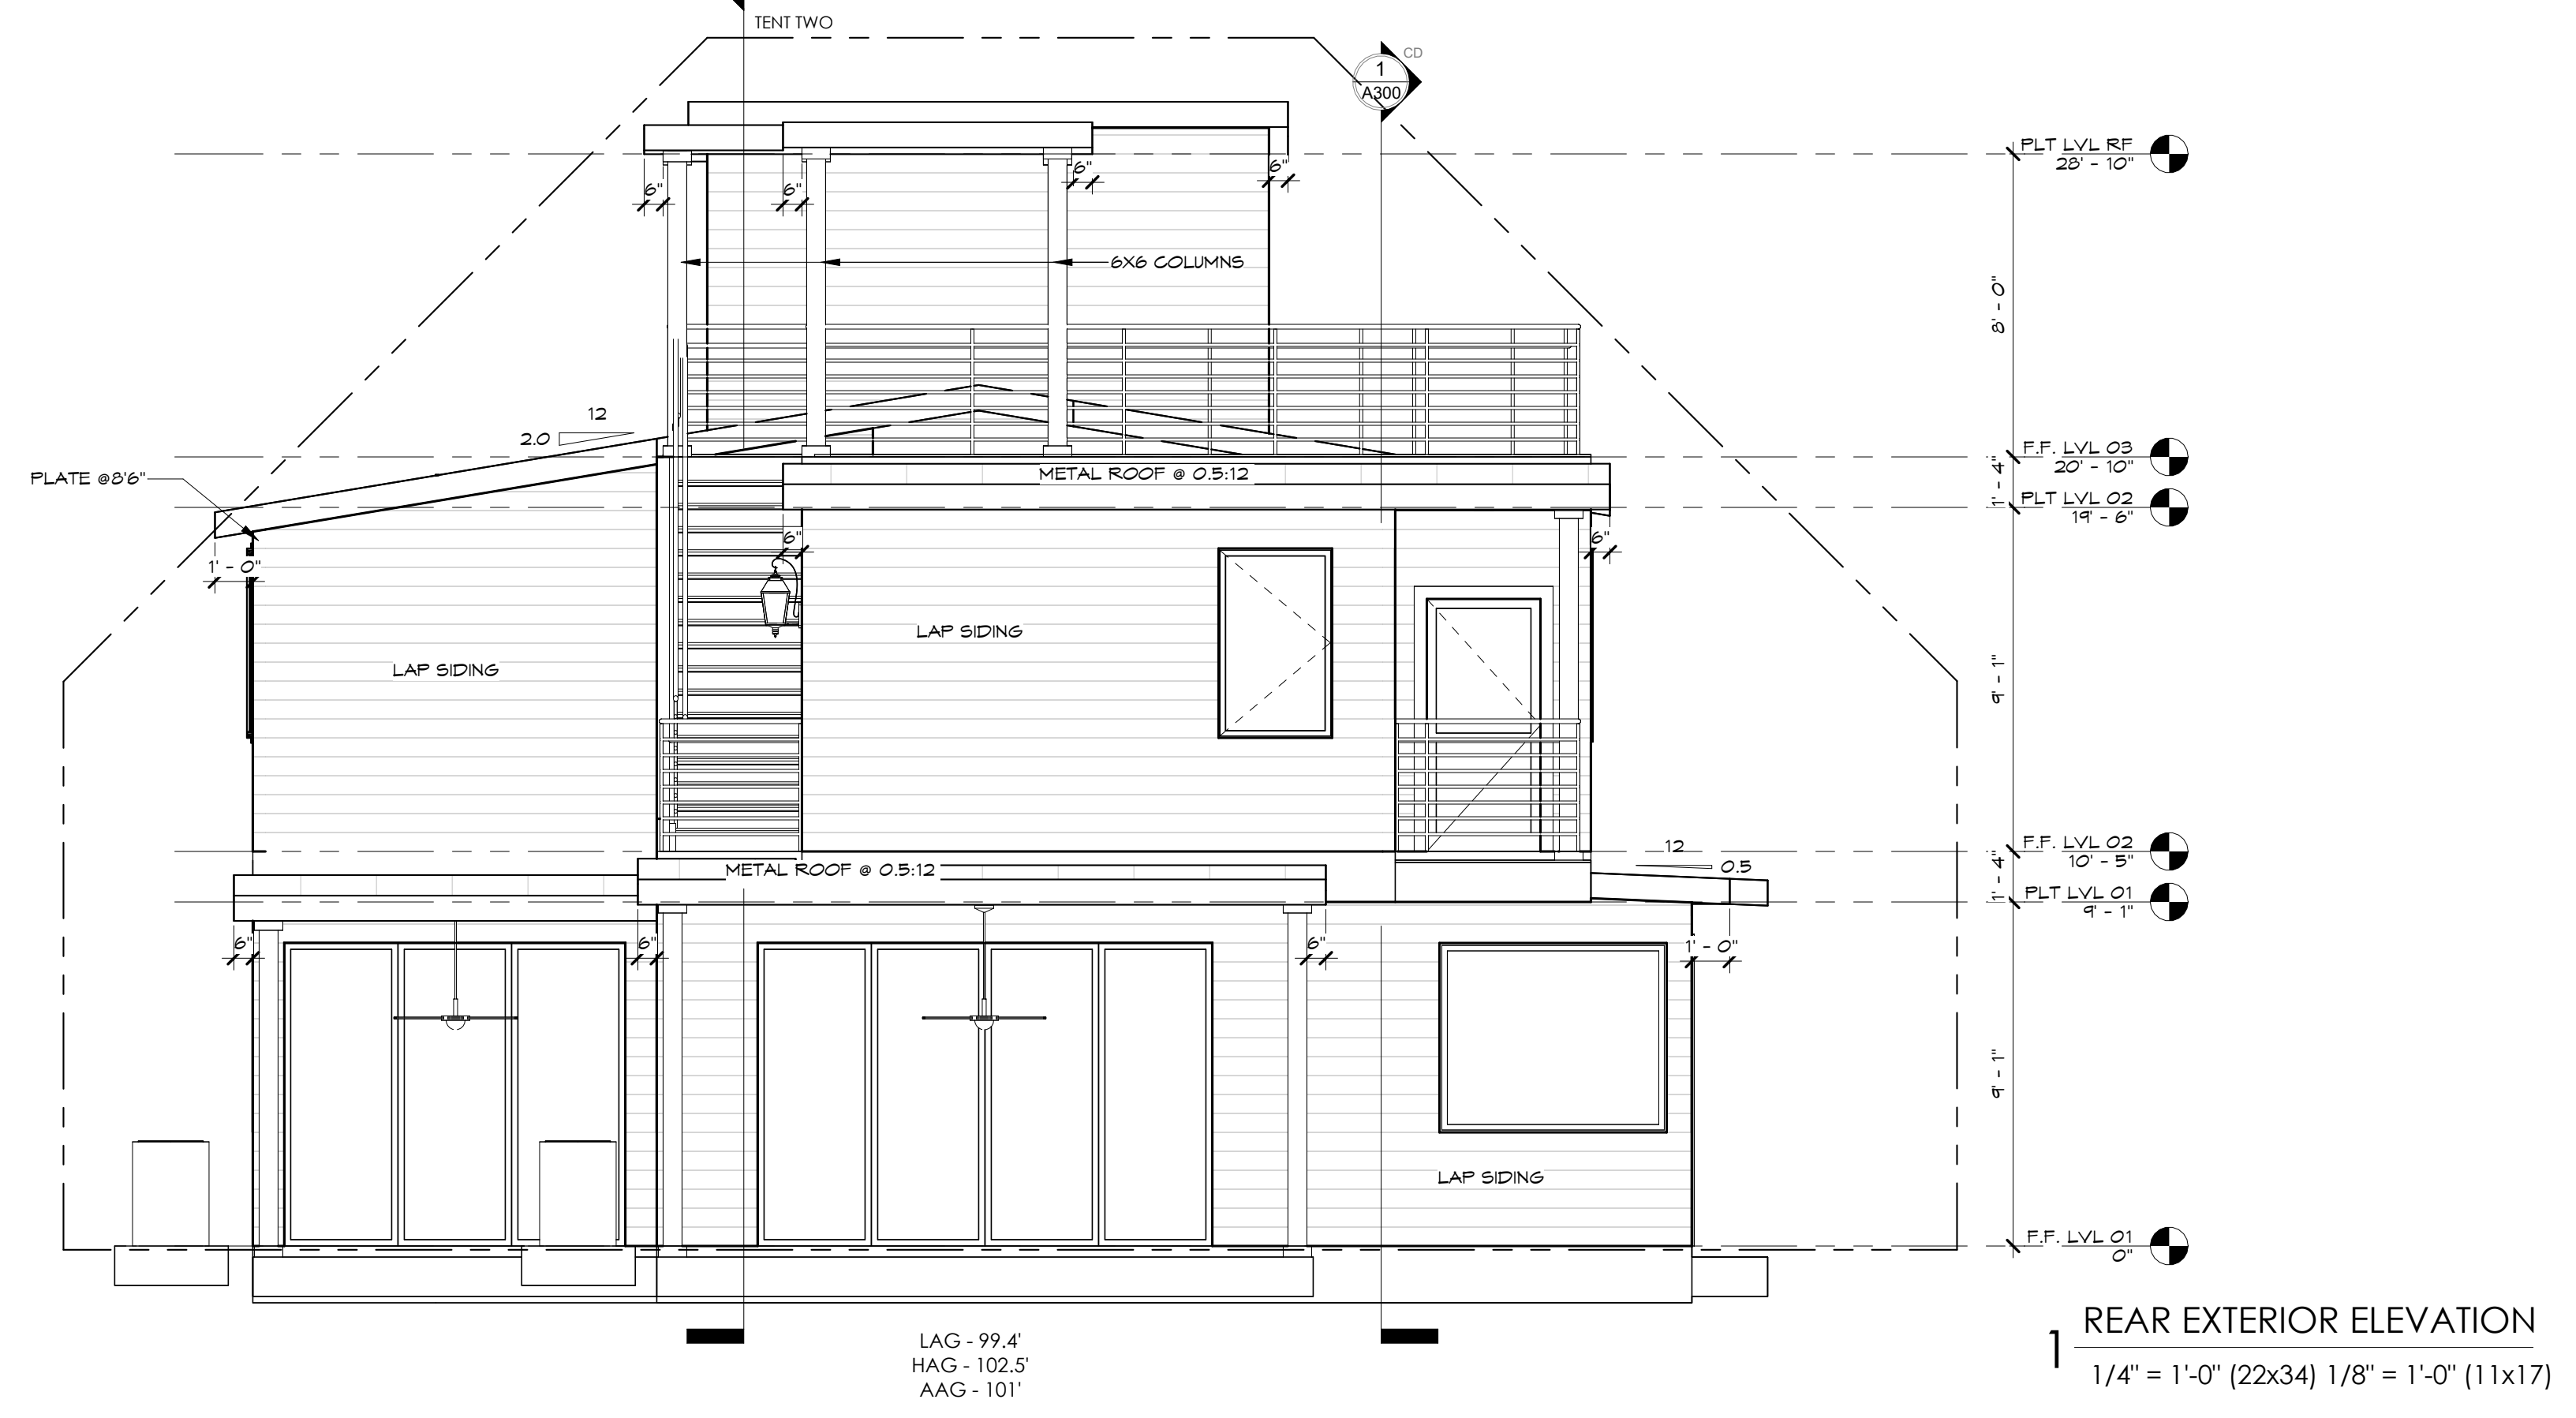 TENT TWO
CD
1
A300
PLT LVL RF
28' - 10"
6"
6"
6"
6"
6X6 COLUMNS
8' - 0"
12
2.0
F.F. LVL 03
20' - 10"
PLATE @8'6"
METAL ROOF @ 0.5:12
1' - 4"
PLT LVL 02
19' - 6"
1' - 0"
6"
6"
LAP SIDING
LAP SIDING
9' - 1"
F.F. LVL 02
10' - 5"
12
0.5
METAL ROOF @ 0.5:12
1' - 4"
PLT LVL 01
9' - 1"
6"
6"
6"
1' - 0"
9' - 1"
LAP SIDING
F.F. LVL 01
0"
LAG - 99.4'
HAG - 102.5'
AAG - 101'
1
REAR EXTERIOR ELEVATION
1/4" = 1'-0" (22x34) 1/8" = 1'-0" (11x17)